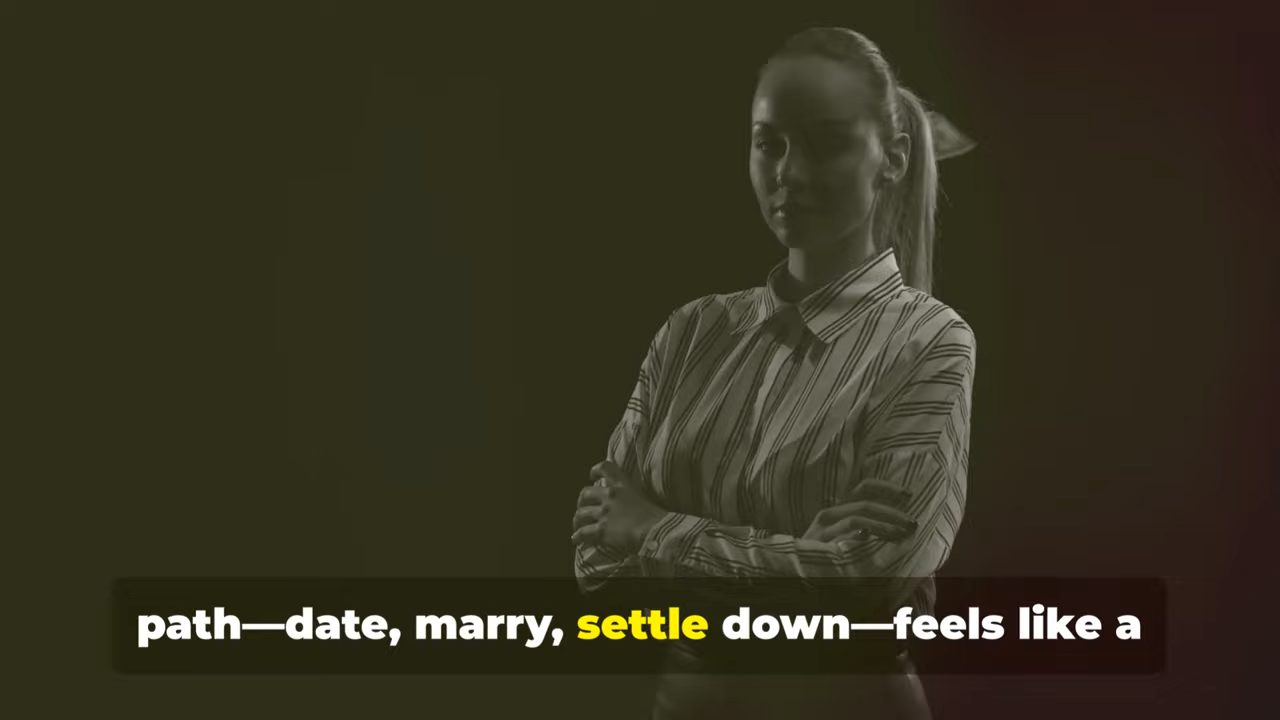 path—date, marry, settle down—feels like a